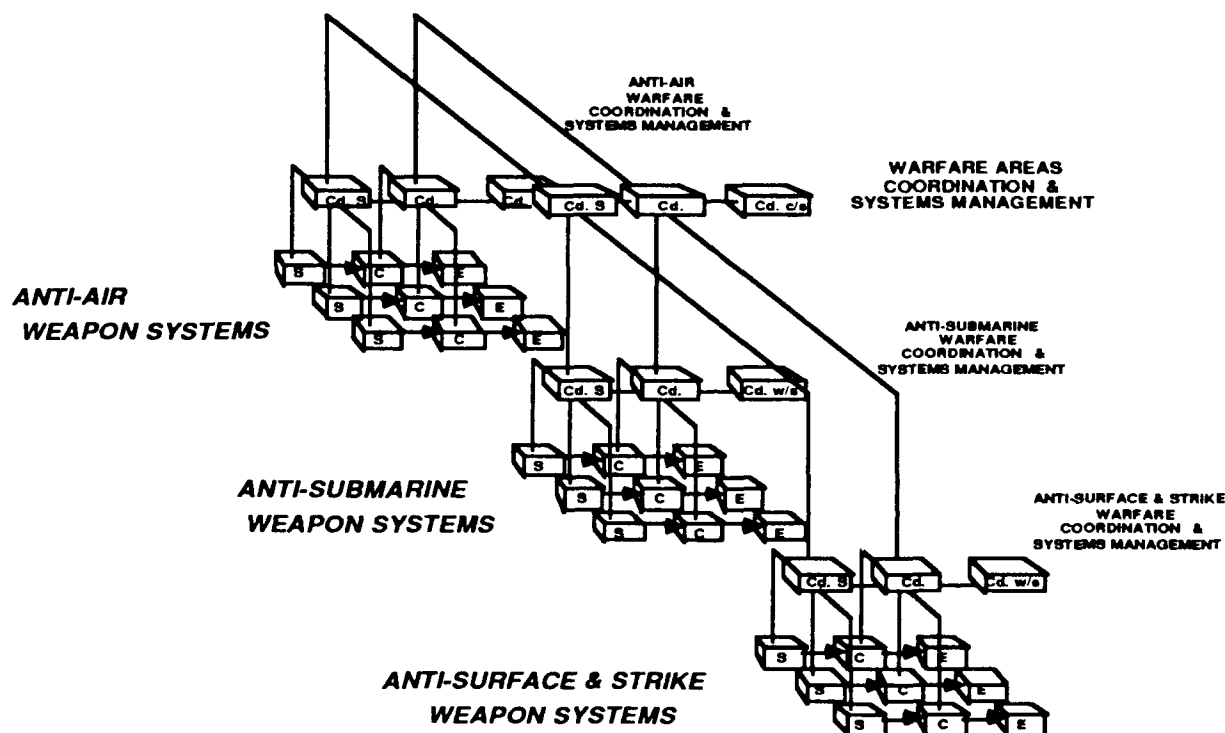 ANTI-AIR
WARFARE
COORDINATION &
SYSTEMS MANAGEMENT
WARFARE AREAS
COORDINATION &
SYSTEMS MANAGEMENT
Cd. S
Cd.
Cd.
Cd. S
Cd.
Cd. c/s
S
C
E
S
C
E
S
C
E
ANTI-AIR
WEAPON SYSTEMS
ANTI-SUBMARINE
WARFARE
COORDINATION &
SYSTEMS MANAGEMENT
Cd. S
Cd.
Cd. w/s
S
C
E
S
C
E
S
C
E
ANTI-SUBMARINE
WEAPON SYSTEMS
ANTI-SURFACE & STRIKE
WARFARE
COORDINATION &
SYSTEMS MANAGEMENT
Cd. S
Cd.
Cd. w/s
S
C
E
S
C
E
S
C
E
ANTI-SURFACE & STRIKE
WEAPON SYSTEMS